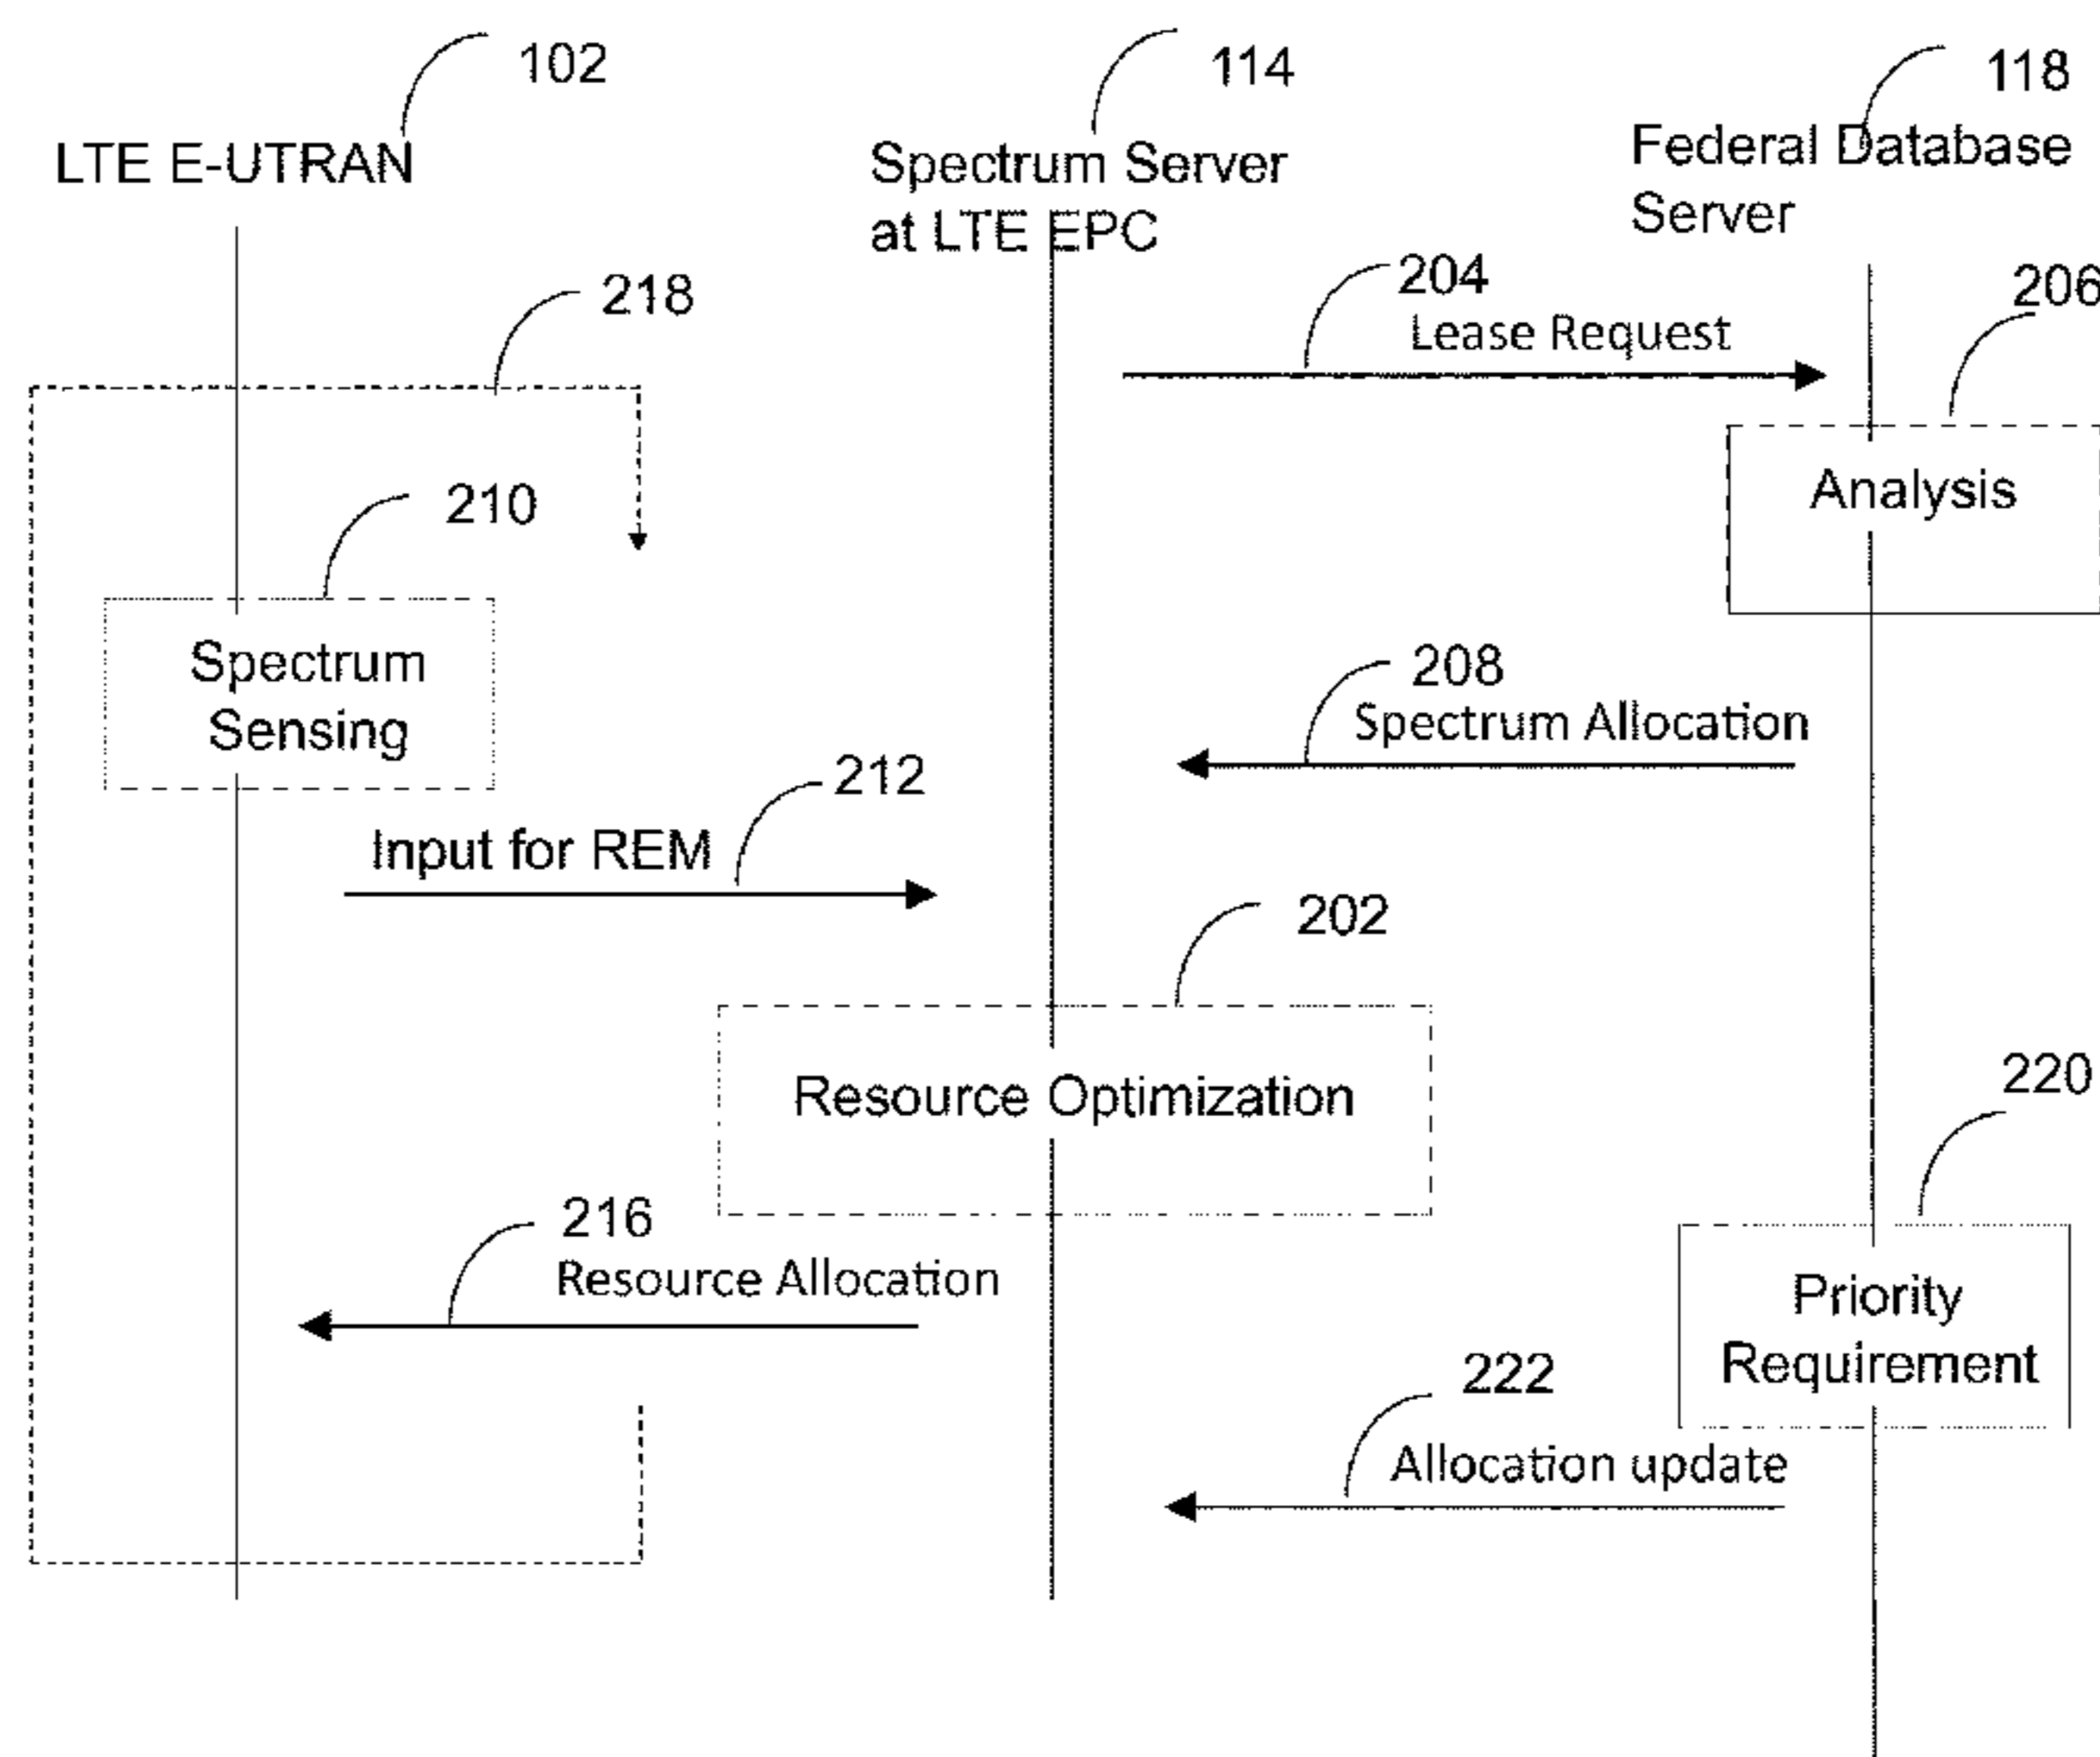 102
114
118
LTE E-UTRAN
Spectrum Server
at LTE EPC
Federal Database
Server
218
204
Lease Request
206
Analysis
210
Spectrum
Sensing
208
Spectrum Allocation
212
Input for REM
202
Resource Optimization
220
Priority
Requirement
216
Resource Allocation
222
Allocation update